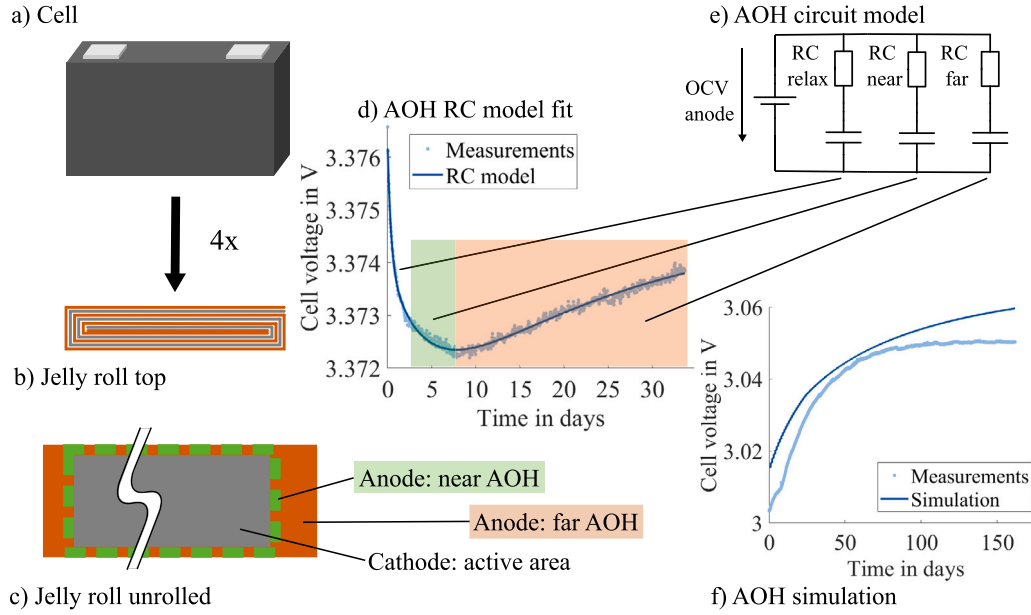 a) Cell
4x
b) Jelly roll top
c) Jelly roll unrolled
Anode: near AOH
Anode: far AOH
Cathode: active area
d) AOH RC model fit
Measurements
RC model
Cell voltage in V
3.376
3.375
3.374
3.373
3.372
0
5
10
15
20
25
30
Time in days
e) AOH circuit model
OCV
anode
RC
relax
RC
near
RC
far
Cell voltage in V
3.06
3.04
3.02
3
Measurements
Simulation
0
50
100
150
Time in days
f) AOH simulation